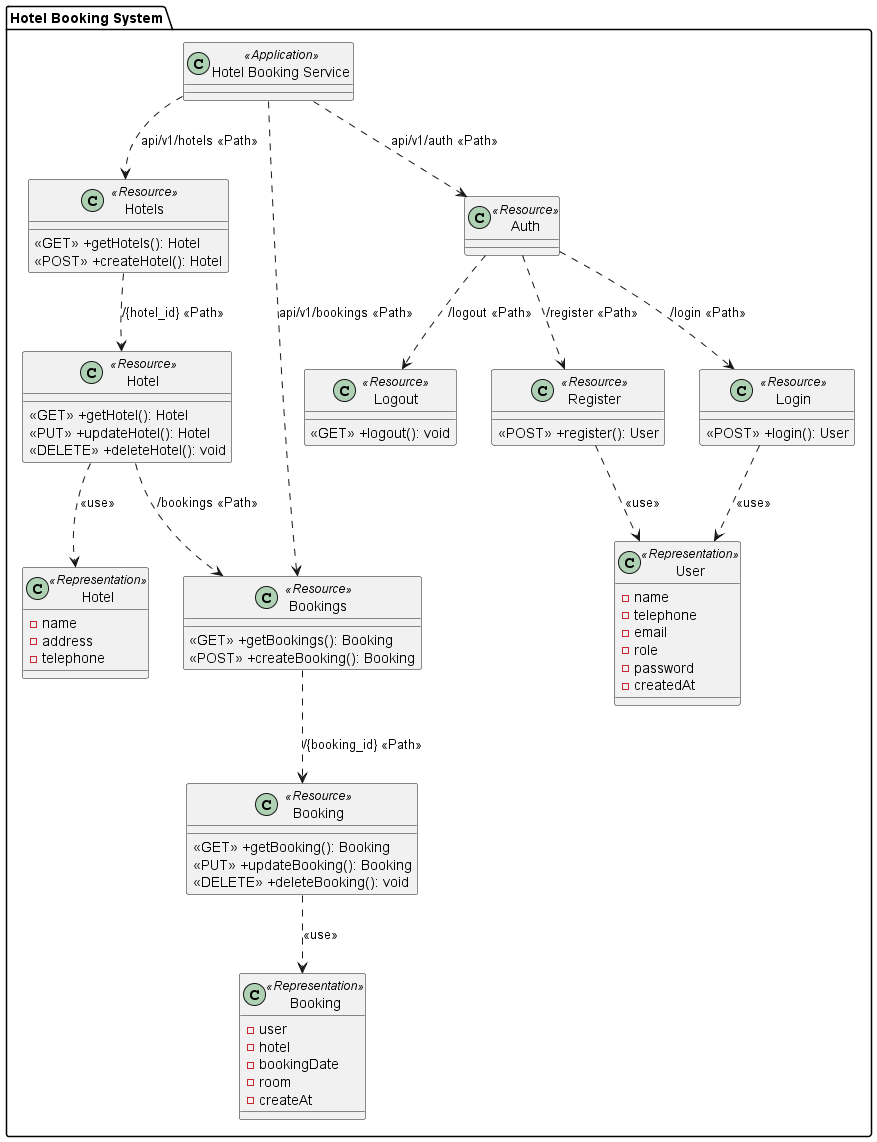 Hotel Booking System
C
«Application»
Hotel Booking Service
api/v1/hotels «Path»
api/v1/auth «Path»
C
«Resource»
Hotels
«GET» +getHotels(): Hotel
«POST» +createHotel(): Hotel
C
«Resource»
Auth
/{hotel_id} «Path»
api/v1/bookings «Path»
/logout «Path»
/register «Path»
/login «Path»
C
«Resource»
Hotel
«GET» +getHotel(): Hotel
«PUT» +updateHotel(): Hotel
«DELETE» +deleteHotel(): void
C
«Resource»
Logout
«GET» +logout(): void
C
«Resource»
Register
«POST» +register(): User
C
«Resource»
Login
«POST» +login(): User
«use»
/bookings «Path»
«use»
«use»
C
«Representation»
Hotel
name
address
telephone
C
«Resource»
Bookings
«GET» +getBookings(): Booking
«POST» +createBooking(): Booking
C
«Representation»
User
name
telephone
email
role
password
createdAt
/{booking_id} «Path»
C
«Resource»
Booking
«GET» +getBooking(): Booking
«PUT» +updateBooking(): Booking
«DELETE» +deleteBooking(): void
«use»
C
«Representation»
Booking
user
hotel
bookingDate
room
createAt